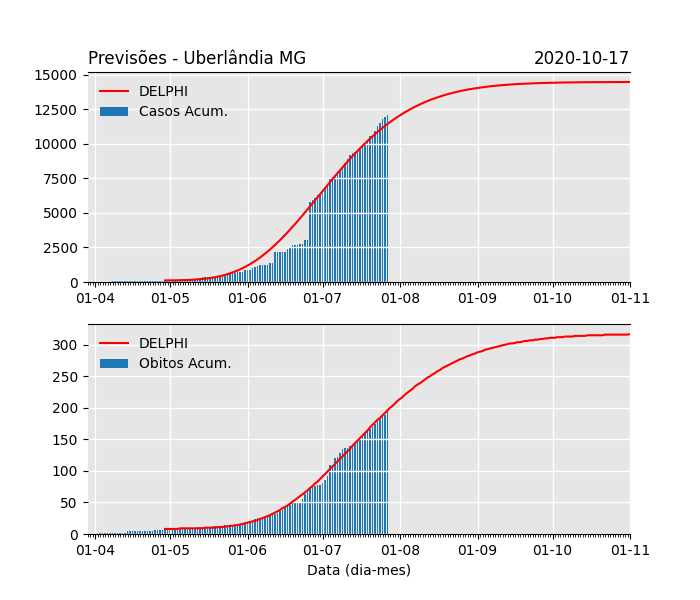 Previsões - Uberlândia MG 2020-10-17
15000
12500
10000
7500
5000
2500
0
DELPHI
Casos Acum.
01-04 01-05 01-06 01-07 01-08 01-09 01-10 01-11
300
250
200
150
100
50
0
DELPHI
Obitos Acum.
01-04 01-05 01-06 01-07 01-08 01-09 01-10 01-11
Data (dia-mes)